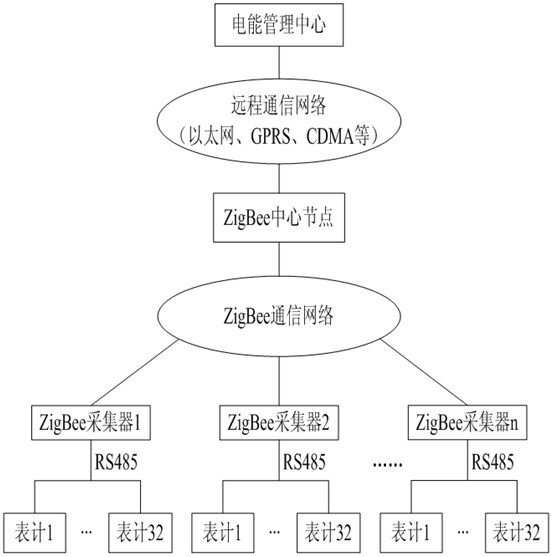 电能管理中心
远程通信网络
（以太网、GPRS、CDMA等）
ZigBee中心节点
ZigBee通信网络
ZigBee采集器1
ZigBee采集器2
ZigBee采集器n
RS485
RS485
……
RS485
表计1
...
表计32
表计1
...
表计32
表计1
...
表计32